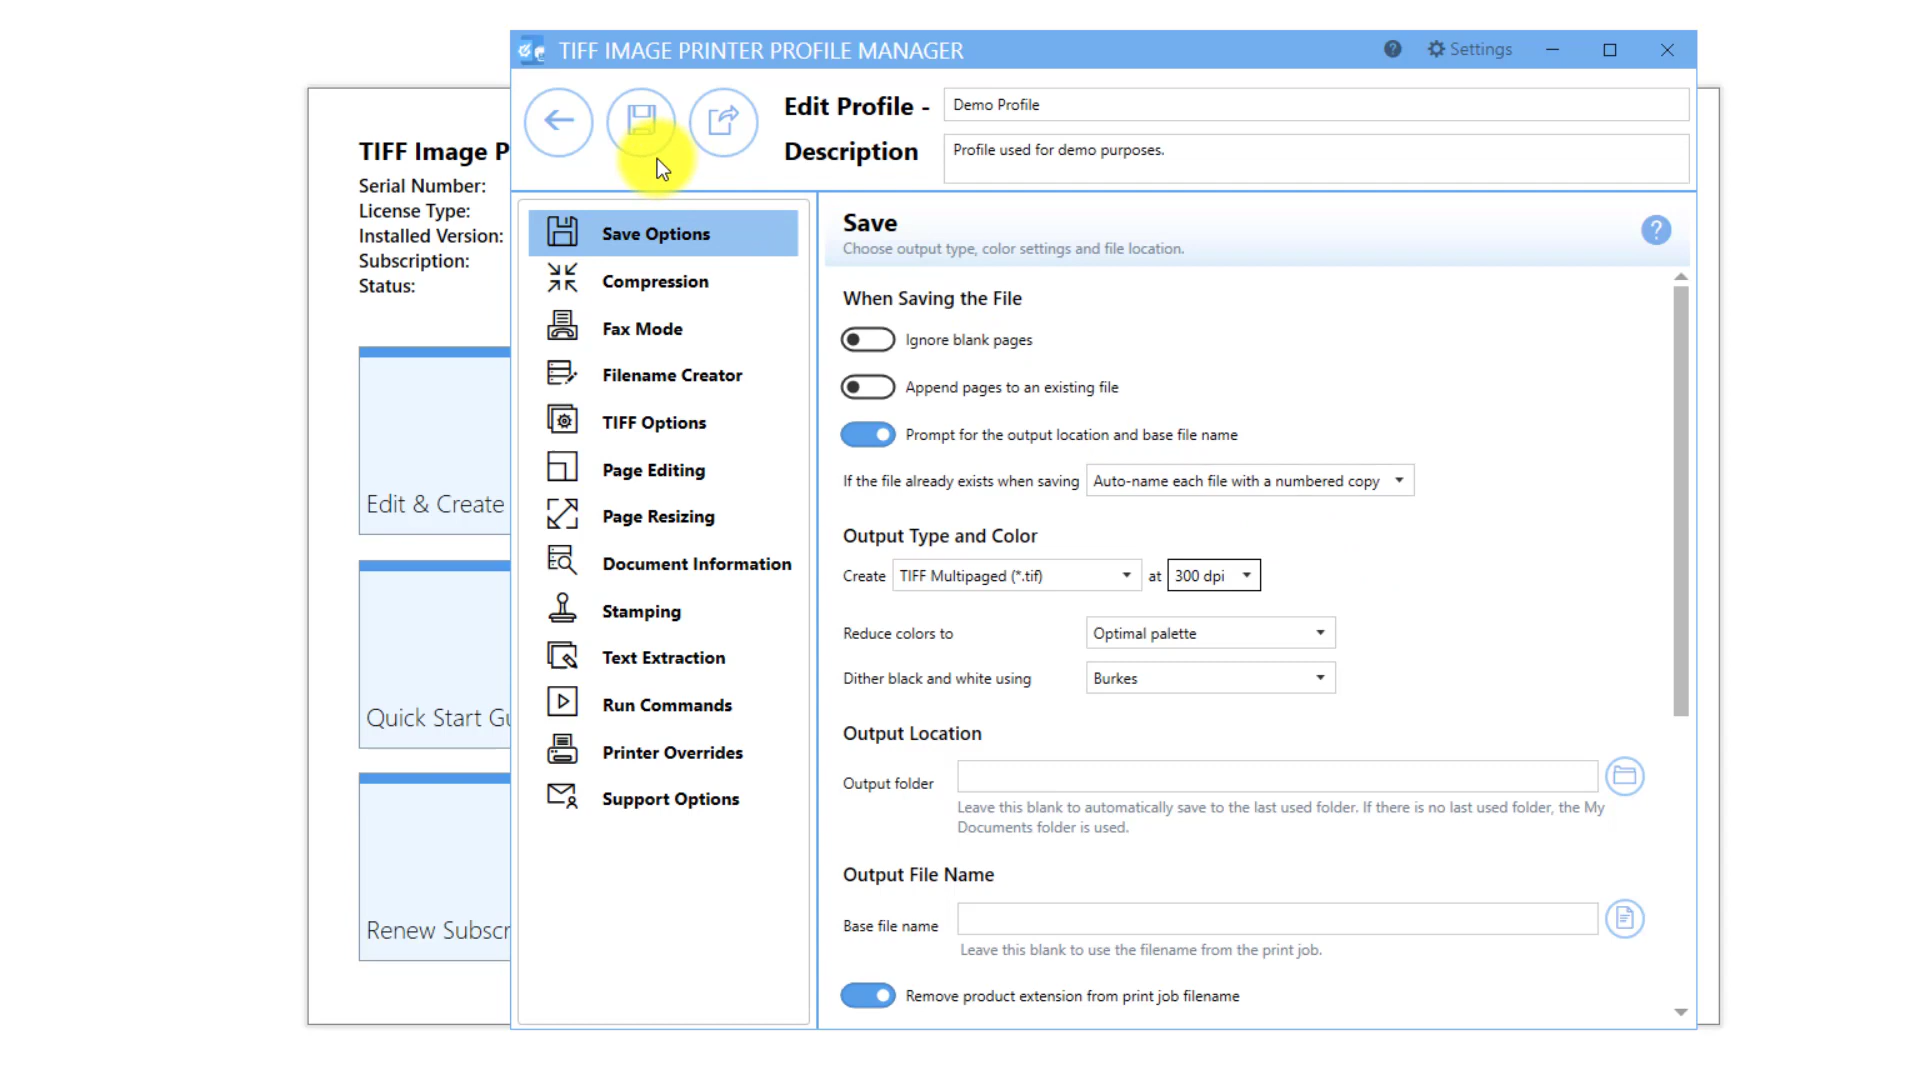 TIFF IMAGE PRINTER PROFILE MANAGER
? Settings
Edit Profile - Demo Profile
Description Profile used for demo purposes.
TIFF Image P
Serial Number:
License Type:
Installed Version:
Subscription:
Status:
Edit & Create
Quick Start Gu
Renew Subscr
Save Options
Compression
Fax Mode
Filename Creator
TIFF Options
Page Editing
Page Resizing
Document Information
Stamping
Text Extraction
Run Commands
Printer Overrides
Support Options
Save
Choose output type, color settings and file location.
?
When Saving the File
Ignore blank pages
Append pages to an existing file
Prompt for the output location and base file name
If the file already exists when saving Auto-name each file with a numbered copy
Output Type and Color
Create TIFF Multipaged (*.tif) at 300 dpi
Reduce colors to Optimal palette
Dither black and white using Burkes
Output Location
Output folder
Leave this blank to automatically save to the last used folder. If there is no last used folder, the My
Documents folder is used.
Output File Name
Base file name
Leave this blank to use the filename from the print job.
Remove product extension from print job filename